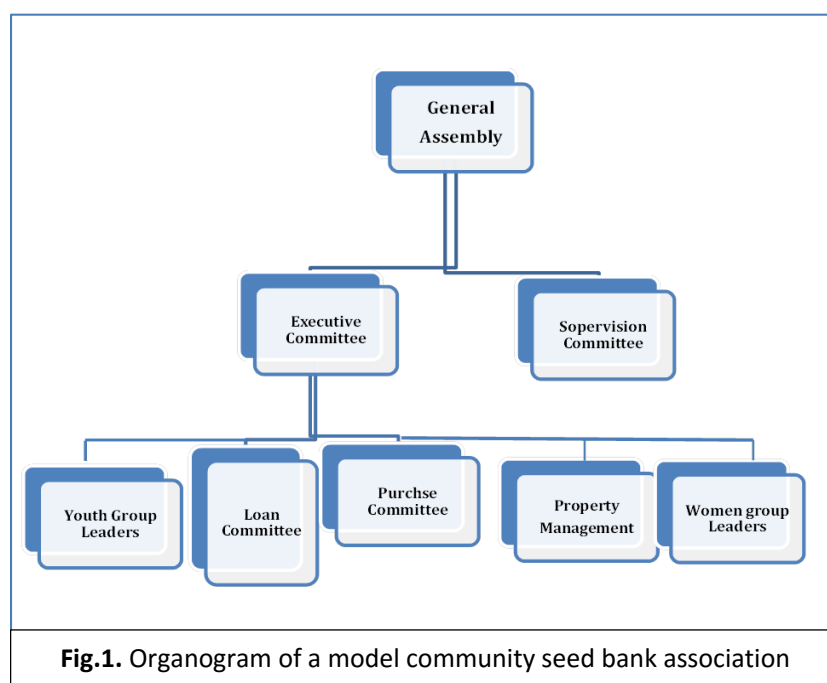 General
Assembly
Executive
Committee
Sopervision
Committee
Youth Group
Leaders
Loan
Committee
Purchse
Committee
Property
Management
Women group
Leaders
Fig.1. Organogram of a model community seed bank association